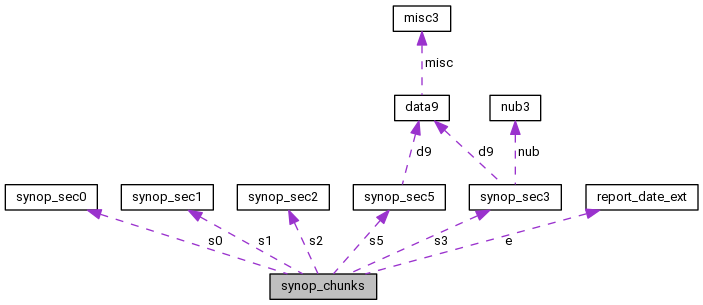 misc3
misc
data9
nub3
d9
d9
nub
synop_sec0
synop_sec1
synop_sec2
synop_sec5
synop_sec3
report_date_ext
s0
s1
s2
s5
s3
e
synop_chunks